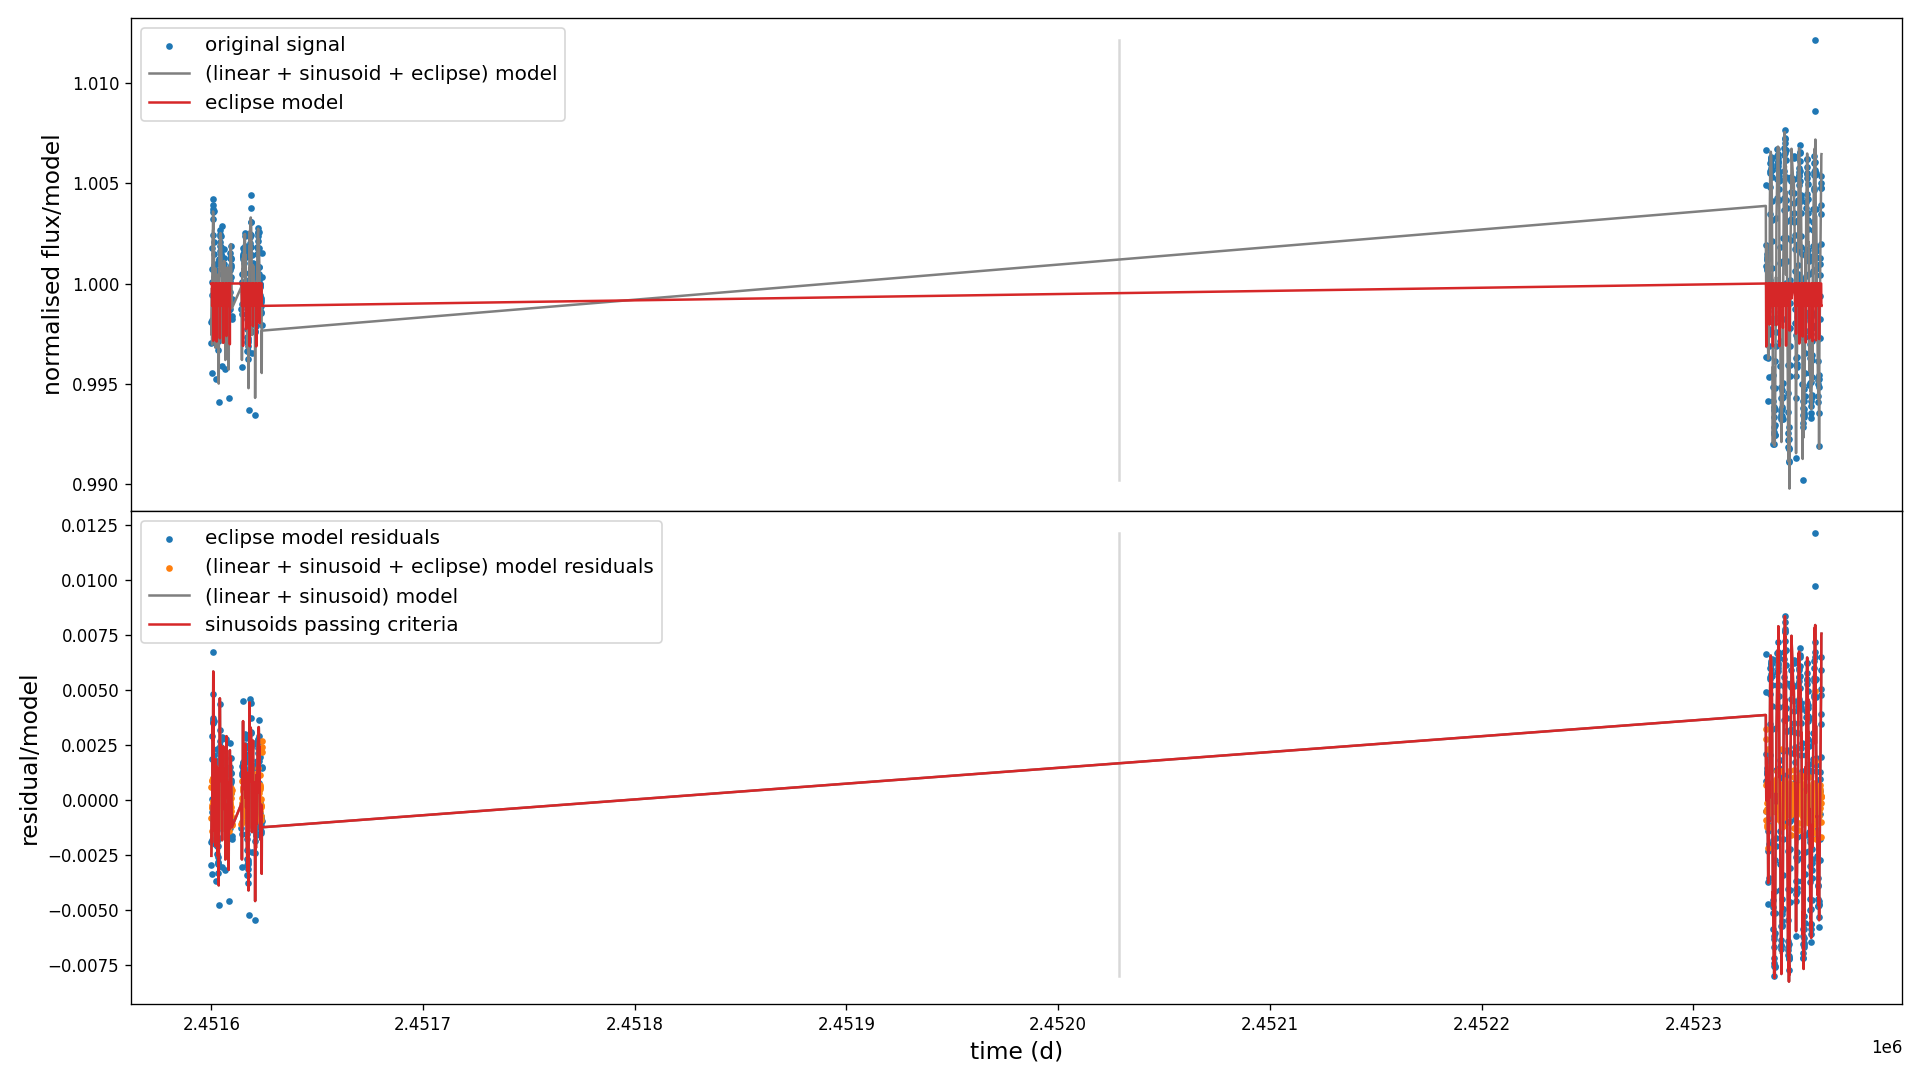 original signal
(linear + sinusoid + eclipse) model
eclipse model
1.010
1.005
1.000
0.995
0.990
normalised flux/model
eclipse model residuals
(linear + sinusoid + eclipse) model residuals
(linear + sinusoid) model
sinusoids passing criteria
0.0125
0.0100
0.0075
0.0050
0.0025
0.0000
−0.0025
−0.0050
−0.0075
residual/model
2.4516 2.4517 2.4518 2.4519 2.4520 2.4521 2.4522 2.4523
1e6
time (d)